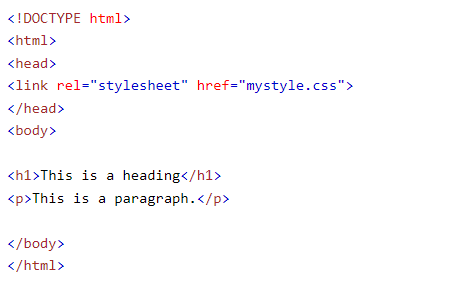 <!DOCTYPE html>
<html>
<head>
<link rel="stylesheet" href="mystyle.css">
</head>
<body>
<h1>This is a heading</h1>
<p>This is a paragraph.</p>
</body>
</html>